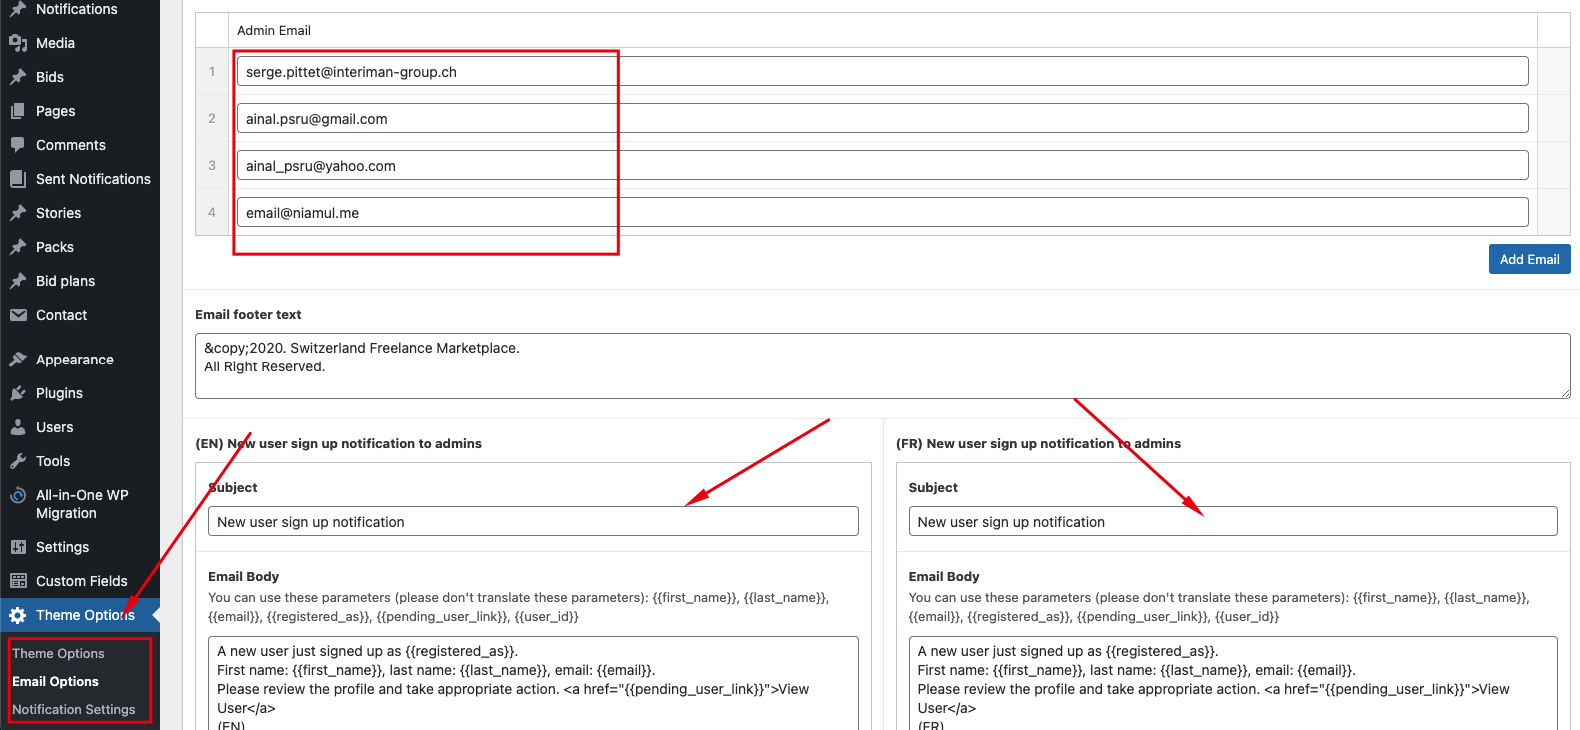 Notifications
Media
Bids
Pages
Comments
Sent Notifications
Stories
Packs
Bid plans
Contact
Appearance
Plugins
Users
Tools
All-in-One WP
Migration
Settings
Custom Fields
Theme Options
Theme Options
Email Options
Notification Settings
Admin Email
1 serge.pittet@interiman-group.ch
2 ainal.psru@gmail.com
3 ainal_psru@yahoo.com
4 email@niamul.me
Add Email
Email footer text
&copy;2020. Switzerland Freelance Marketplace.
All Right Reserved.
(EN) New user sign up notification to admins
Subject
New user sign up notification
Email Body
You can use these parameters (please don't translate these parameters): {{first_name}}, {{last_name}},
{{email}}, {{registered_as}}, {{pending_user_link}}, {{user_id}}
A new user just signed up as {{registered_as}}.
First name: {{first_name}}, last name: {{last_name}}, email: {{email}}.
Please review the profile and take appropriate action. <a href="{{pending_user_link}}">View
User</a>
(EN)
(FR) New user sign up notification to admins
Subject
New user sign up notification
Email Body
You can use these parameters (please don't translate these parameters): {{first_name}}, {{last_name}},
{{email}}, {{registered_as}}, {{pending_user_link}}, {{user_id}}
A new user just signed up as {{registered_as}}.
First name: {{first_name}}, last name: {{last_name}}, email: {{email}}.
Please review the profile and take appropriate action. <a href="{{pending_user_link}}">View
User</a>
(FR)